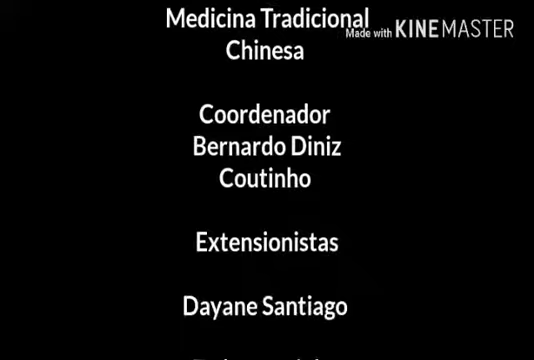 Medicina Tradicional
Made with KINEMASTER
Chinesa
Coordenador
Bernardo Diniz
Coutinho
Extensionistas
Dayane Santiago